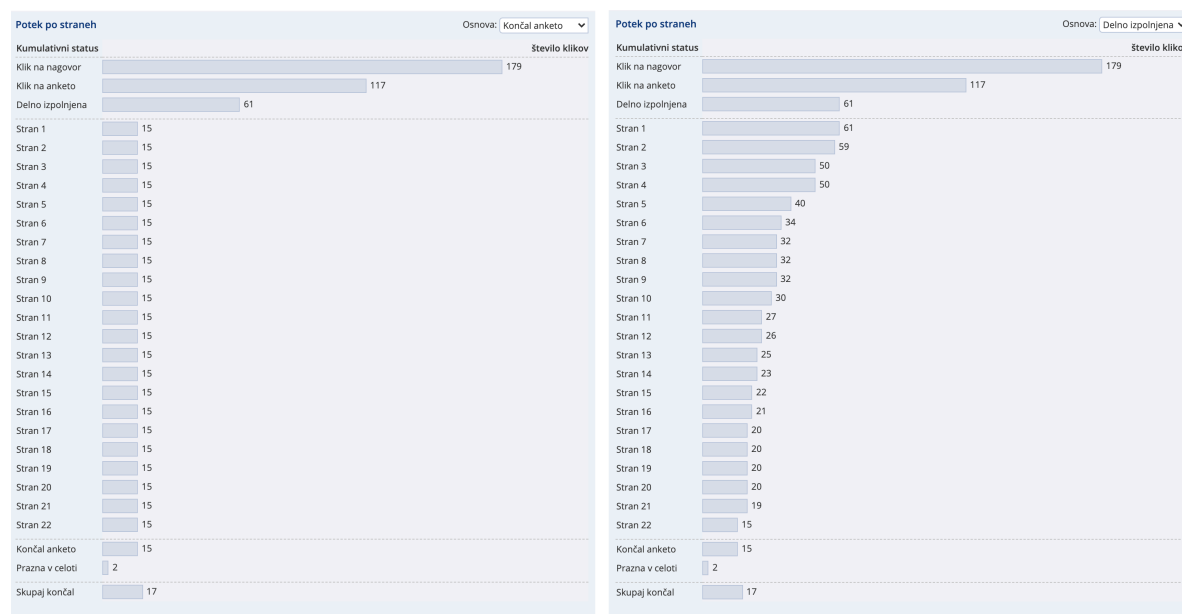 Potek po straneh Osnova: Končal anketo
Kumulativni status število klikov
Klik na nagovor 179
Klik na anketo 117
Delno izpolnjena 61
Stran 1 15
Stran 2 15
Stran 3 15
Stran 4 15
Stran 5 15
Stran 6 15
Stran 7 15
Stran 8 15
Stran 9 15
Stran 10 15
Stran 11 15
Stran 12 15
Stran 13 15
Stran 14 15
Stran 15 15
Stran 16 15
Stran 17 15
Stran 18 15
Stran 19 15
Stran 20 15
Stran 21 15
Stran 22 15
Končal anketo 15
Prazna v celoti 2
Skupaj končal 17
Potek po straneh Osnova: Delno izpolnjena
Kumulativni status število kliko
Klik na nagovor 179
Klik na anketo 117
Delno izpolnjena 61
Stran 1 61
Stran 2 59
Stran 3 50
Stran 4 50
Stran 5 40
Stran 6 34
Stran 7 32
Stran 8 32
Stran 9 32
Stran 10 30
Stran 11 27
Stran 12 26
Stran 13 25
Stran 14 23
Stran 15 22
Stran 16 21
Stran 17 20
Stran 18 20
Stran 19 20
Stran 20 20
Stran 21 19
Stran 22 15
Končal anketo 15
Prazna v celoti 2
Skupaj končal 17